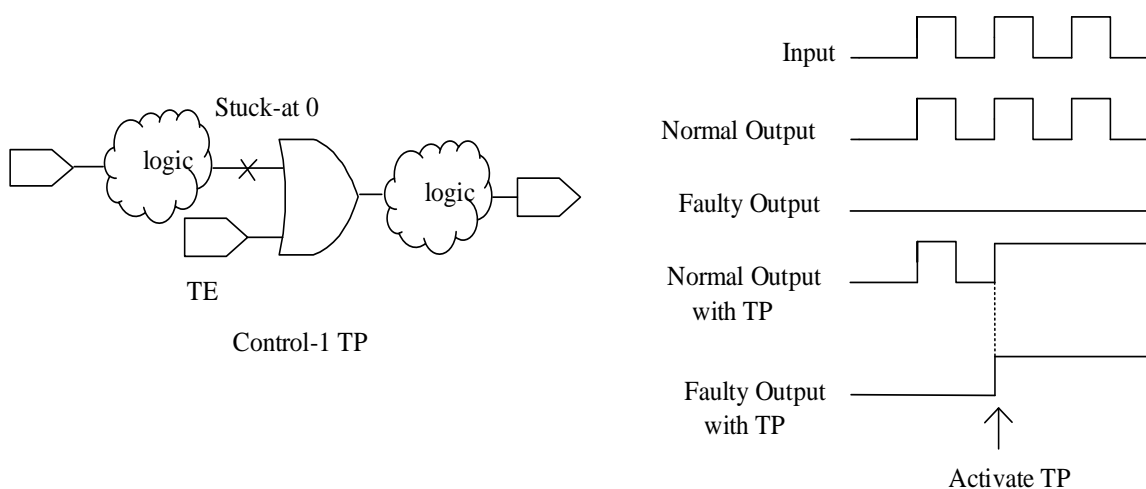 Stuck-at 0
logic
logic
TE
Control-1 TP
Input
Normal Output
Faulty Output
Normal Output
with TP
Faulty Output
with TP
Activate TP